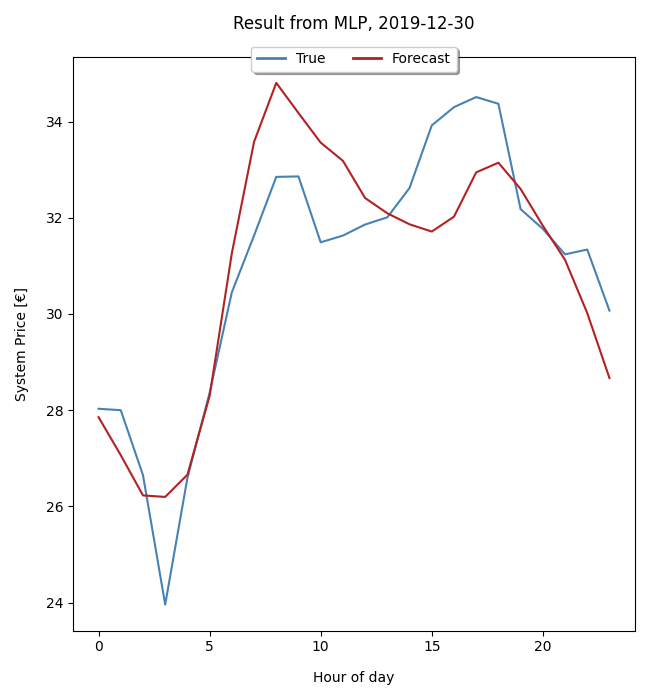 Result from MLP, 2019-12-30
True Forecast
34
32
30
28
26
24
System Price [€]
0 5 10 15 20
Hour of day